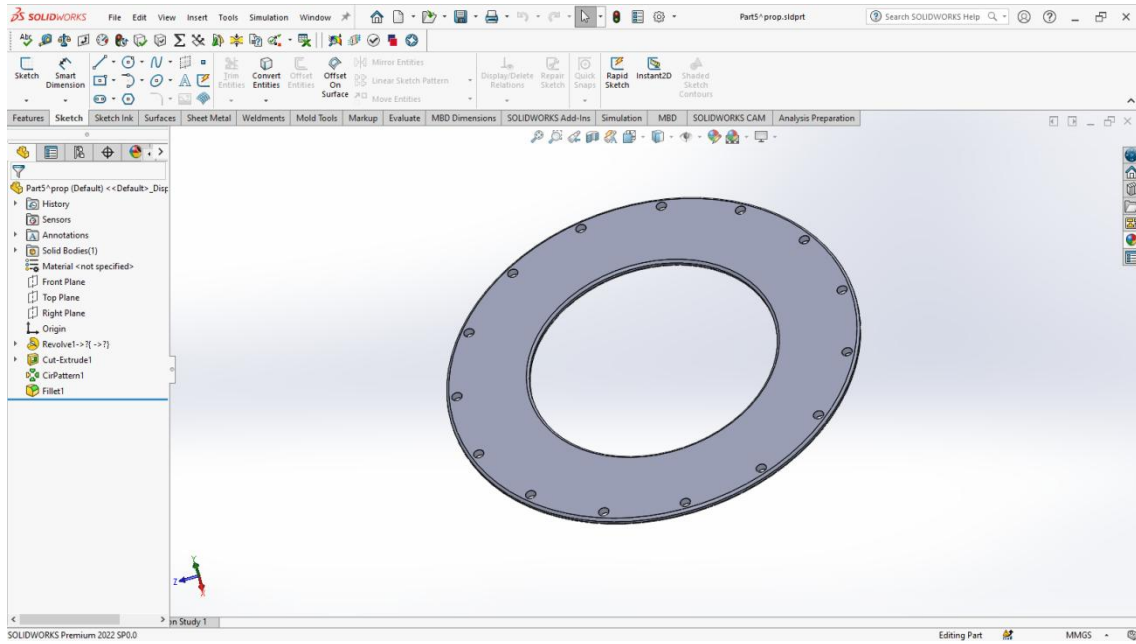 SOLIDWORKS File Edit View Insert Tools Simulation Window Part5^prop.sldprt Search SOLIDWORKS Help
Sketch Smart Dimension Trim Entities Convert Entities Offset Entities Offset On Surface Mirror Entities Linear Sketch Pattern Move Entities Display/Delete Relations Repair Sketch Quick Snaps Rapid Sketch Instant2D Shaded Sketch Contours
Features Sketch Sketch Ink Surfaces Sheet Metal Weldments Mold Tools Markup Evaluate MBD Dimensions SOLIDWORKS Add-Ins Simulation MBD SOLIDWORKS CAM Analysis Preparation
Part5^prop (Default) <<Default>_Disp
History
Sensors
Annotations
Solid Bodies(1)
Material <not specified>
Front Plane
Top Plane
Right Plane
Origin
Revolve1->?{ ->?}
Cut-Extrude1
CirPattern1
Fillet1
Y
Z
X
on Study 1
SOLIDWORKS Premium 2022 SP0.0 Editing Part MMGS